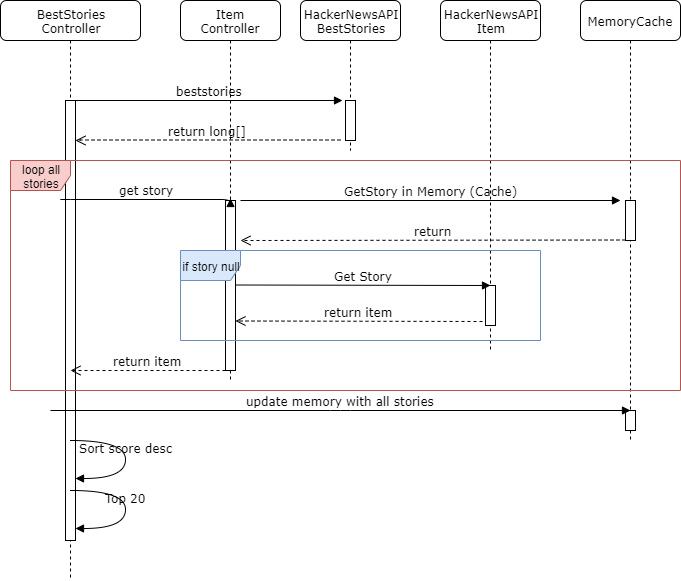 BestStories
Controller
Item
Controller
HackerNewsAPI
BestStories
HackerNewsAPI
Item
MemoryCache
beststories
return long[]
loop all
stories
get story
GetStory in Memory (Cache)
return
if story null
Get Story
return item
return item
update memory with all stories
Sort score desc
Top 20